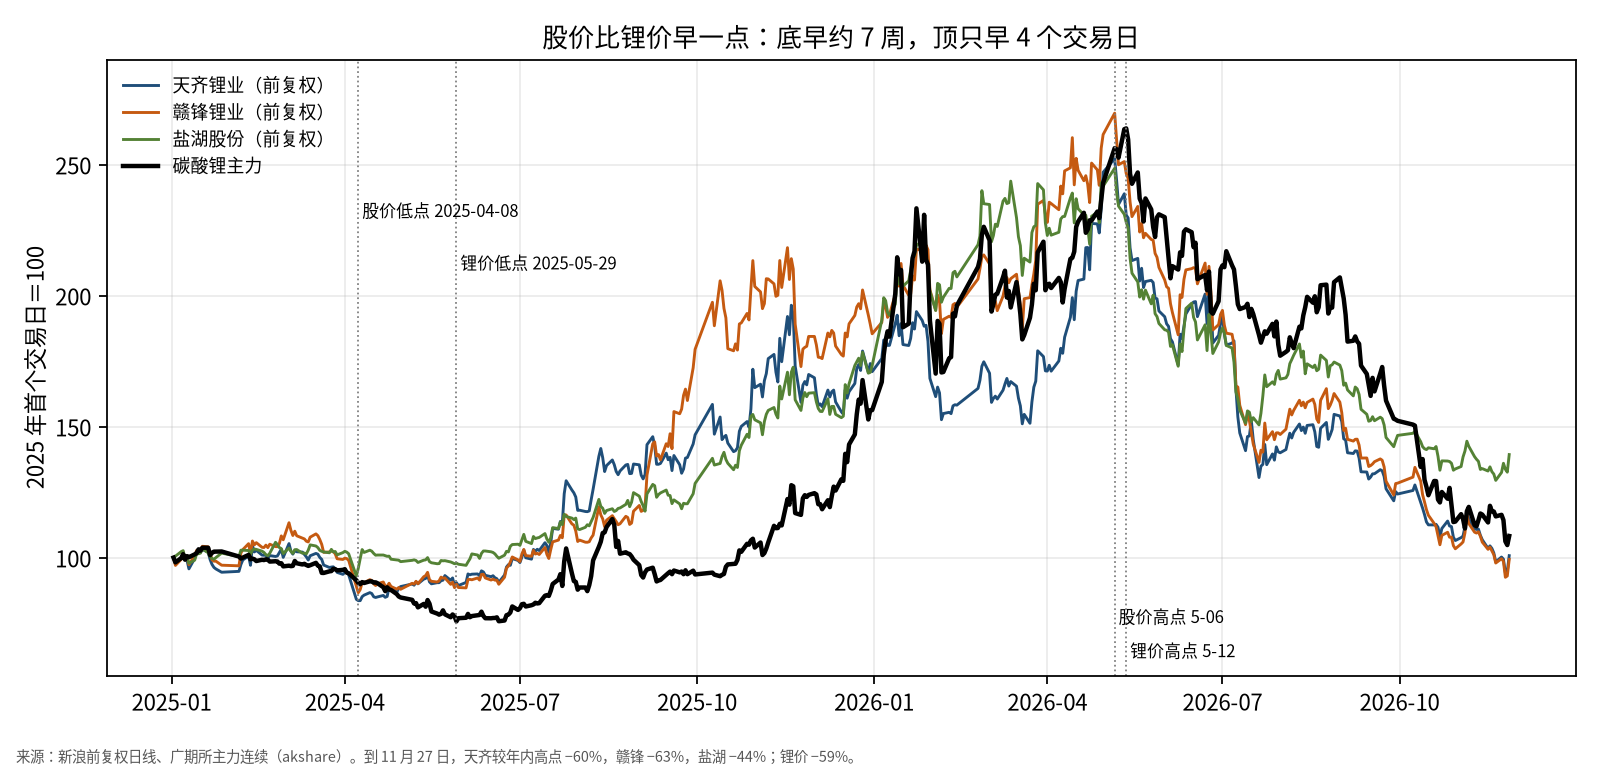 股价比锂价早一点：底早约 7 周，顶只早 4 个交易日
天齐锂业（前复权）
赣锋锂业（前复权）
盐湖股份（前复权）
碳酸锂主力
2025 年首个交易日＝100
250
200
150
100
股价低点 2025-04-08
锂价低点 2025-05-29
股价高点 5-06
锂价高点 5-12
2025-01
2025-04
2025-07
2025-10
2026-01
2026-04
2026-07
2026-10
来源：新浪前复权日线、广期所主力连续（akshare）。到 11 月 27 日，天齐较年内高点 −60%，赣锋 −63%，盐湖 −44%；锂价 −59%。